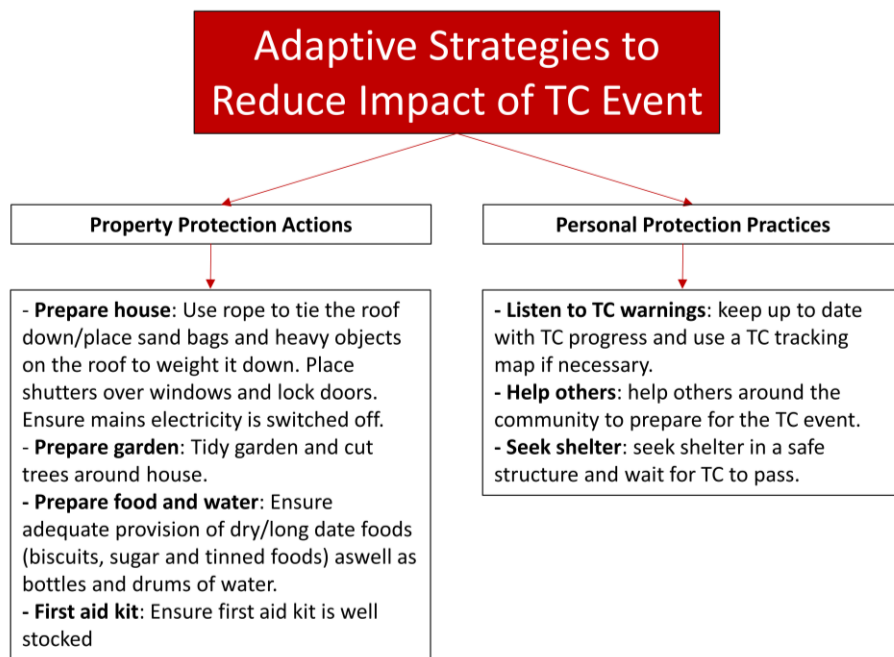 Adaptive Strategies to
Reduce Impact of TC Event
Property Protection Actions
- Prepare house: Use rope to tie the roof
down/place sand bags and heavy objects
on the roof to weight it down. Place
shutters over windows and lock doors.
Ensure mains electricity is switched off.
- Prepare garden: Tidy garden and cut
trees around house.
- Prepare food and water: Ensure
adequate provision of dry/long date foods
(biscuits, sugar and tinned foods) aswell as
bottles and drums of water.
- First aid kit: Ensure first aid kit is well
stocked
Personal Protection Practices
- Listen to TC warnings: keep up to date
with TC progress and use a TC tracking
map if necessary.
- Help others: help others around the
community to prepare for the TC event.
- Seek shelter: seek shelter in a safe
structure and wait for TC to pass.